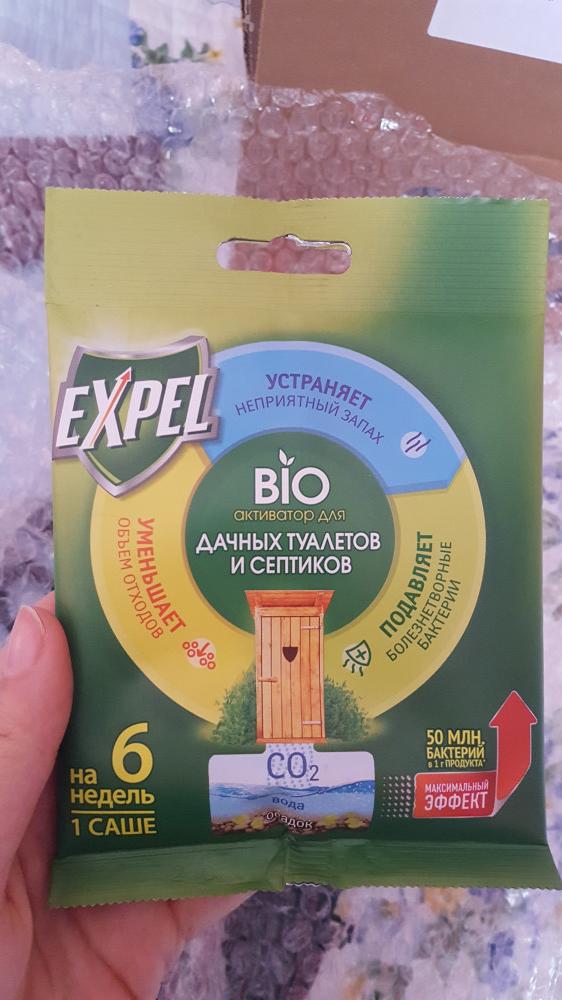 EXPEL
УСТРАНЯЕТ
НЕПРИЯТНЫЙ ЗАПАХ
BIO
активатор для
ДАЧНЫХ ТУАЛЕТОВ
И СЕПТИКОВ
УМЕНЬШАЕТ
ОБЪЕМ ОТХОДОВ
ПОДАВЛЯЕТ
БОЛЕЗНЕТВОРНЫЕ
БАКТЕРИИ
на 6
недель
1 САШЕ
CO2
вода
осадок
50 МЛН.
БАКТЕРИЙ
в 1 г ПРОДУКТА*
МАКСИМАЛЬНЫЙ
ЭФФЕКТ